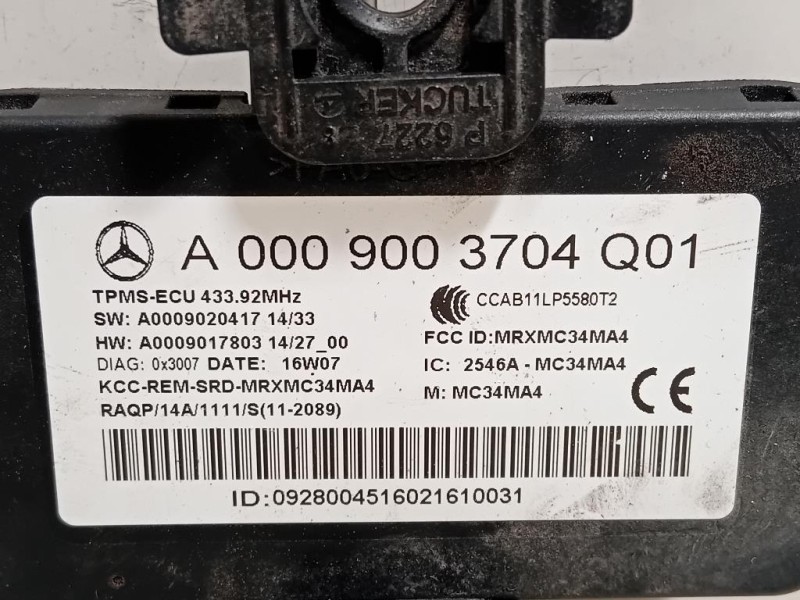 TUCKER
P 6227
A 000 900 3704 Q01
TPMS-ECU 433.92MHz
SW: A0009020417 14/33
HW: A0009017803 14/27_00
DIAG: 0x3007 DATE: 16W07
KCC-REM-SRD-MRXMC34MA4
RAQP/14A/1111/S(11-2089)
CCAB11LP5580T2
FCC ID:MRXMC34MA4
IC: 2546A - MC34MA4
M: MC34MA4
CE
ID:0928004516021610031